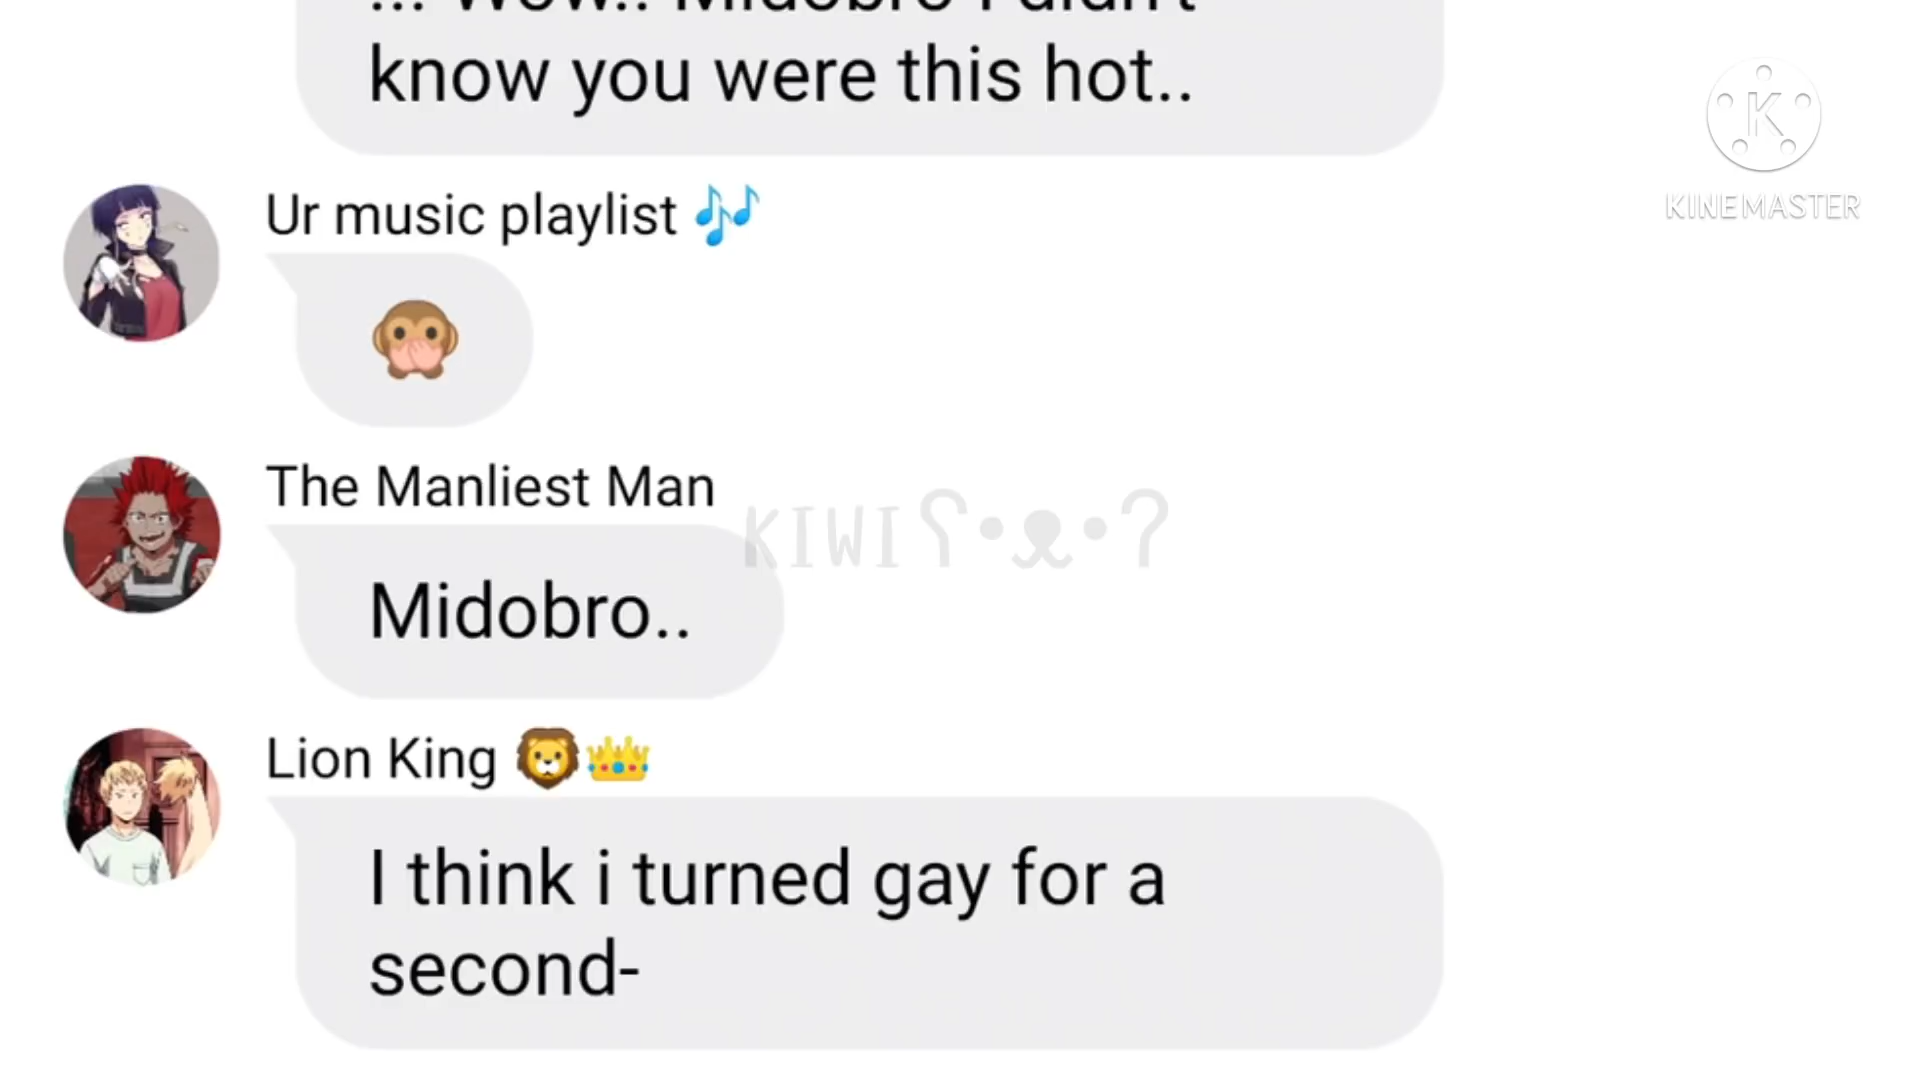 ... Wow.. Midobro I didn't
know you were this hot..
Ur music playlist 🎶
🙊
The Manliest Man
Midobro..
Lion King 🦁👑
I think i turned gay for a
second-
K
KINEMASTER
KIWIʕ•ᴥ•ʔ